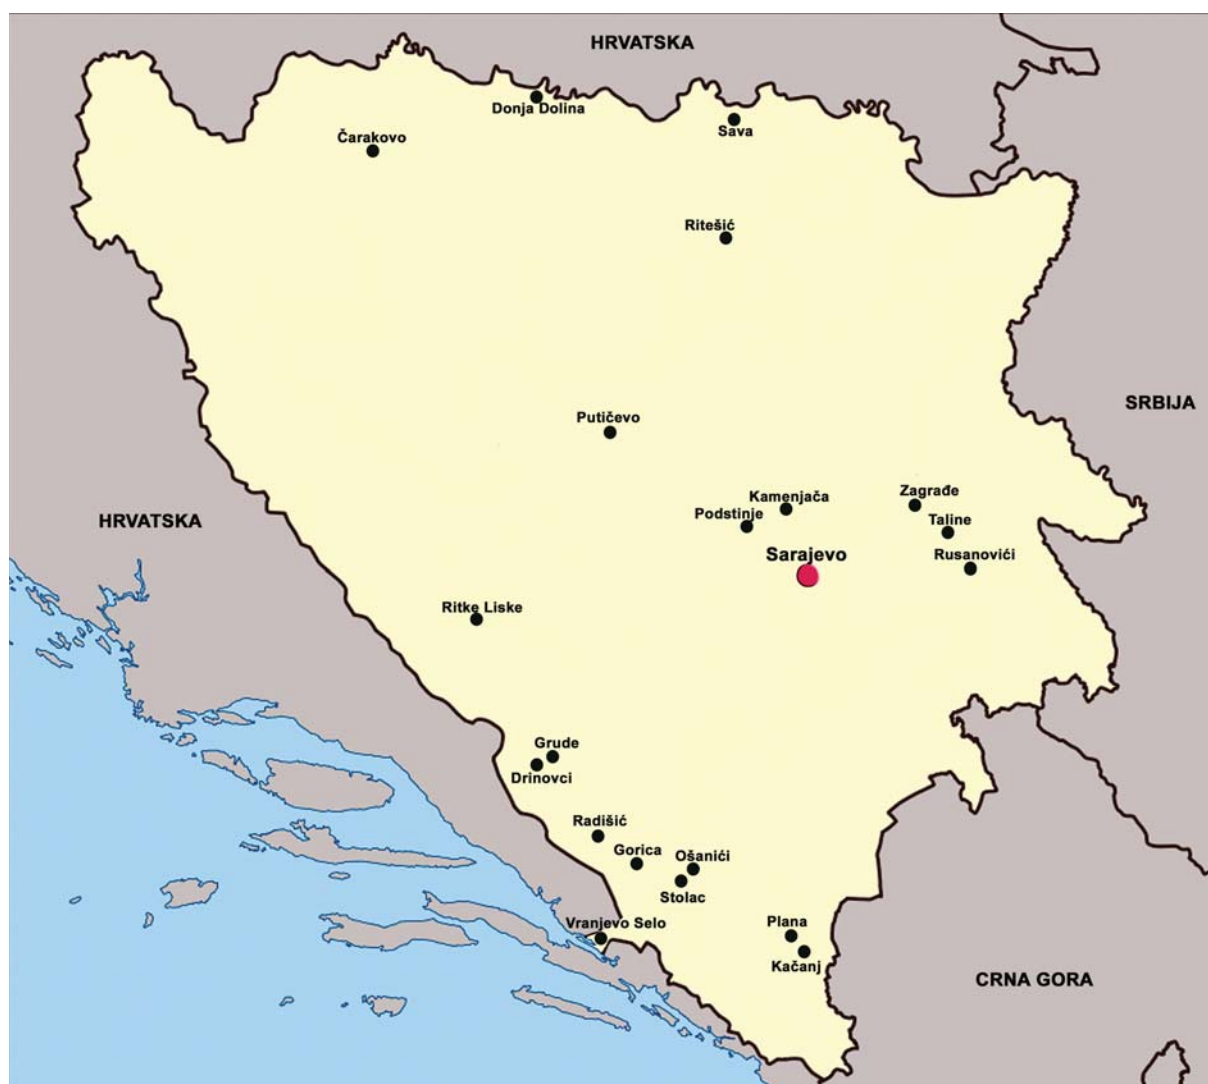 HRVATSKA
Donja Dolina
Sava
Čarakovo
Ritešić
SRBIJA
Putičevo
Zagrađe
Kamenjača
Podstinje
Taline
HRVATSKA
Sarajevo
Rusanovići
Ritke Liske
Grude
Drinovci
Radišić
Gorica
Ošanići
Stolac
Vranjevo Selo
Plana
Kačanj
CRNA GORA